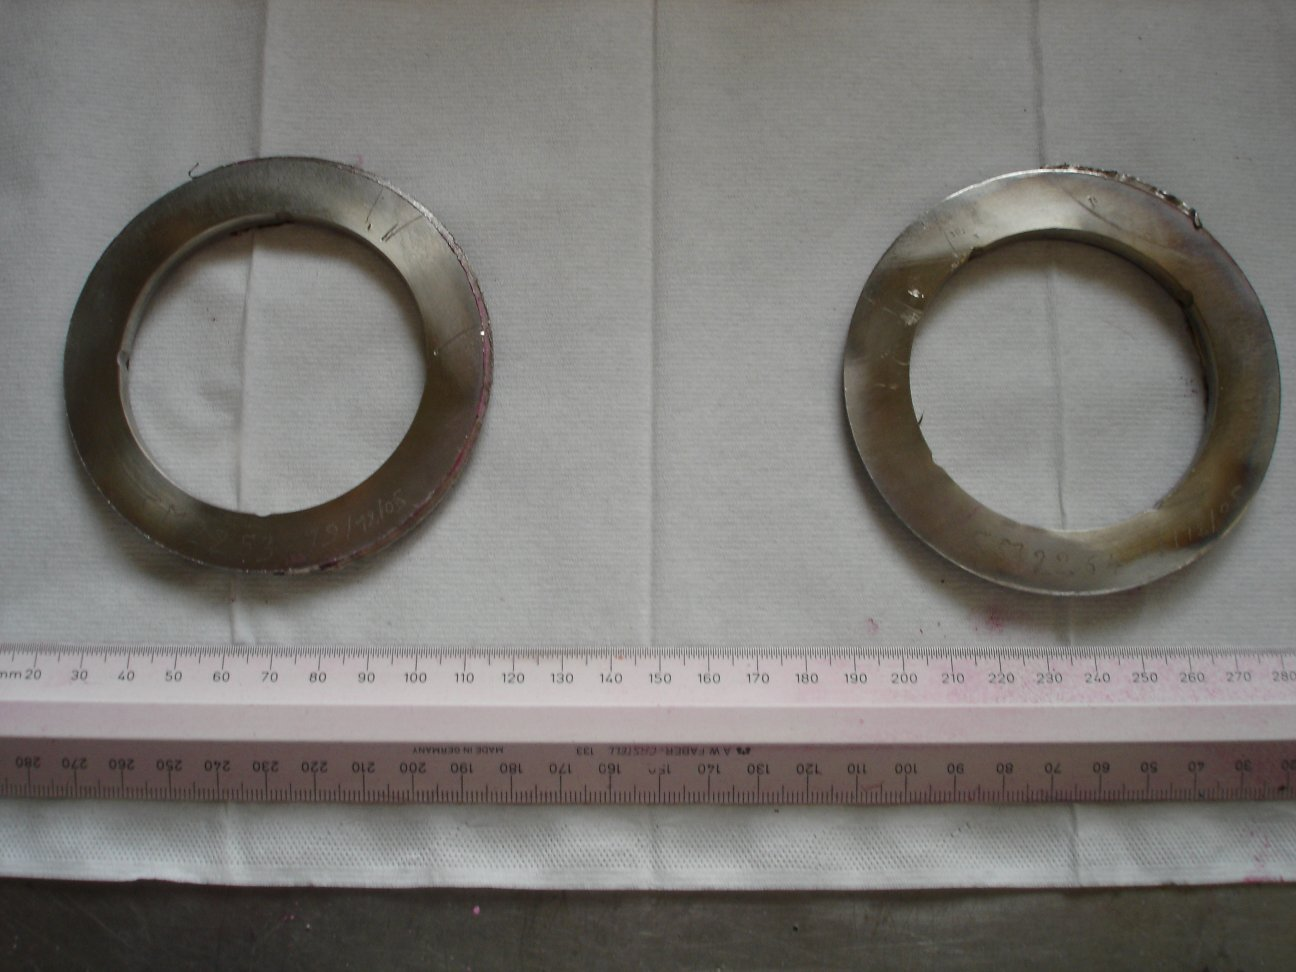 mm 20 30 40 50 60 70 80 90 100 110 120 130 140 150 160 170 180 190 200 210 220 230 240 250 260 270 280
MADE IN GERMANY 133 A.W.FABER-CASTELL
20 30 40 50 60 70 80 90 100 110 120 130 140 150 160 170 180 190 200 210 220 230 240 250 260 270 280